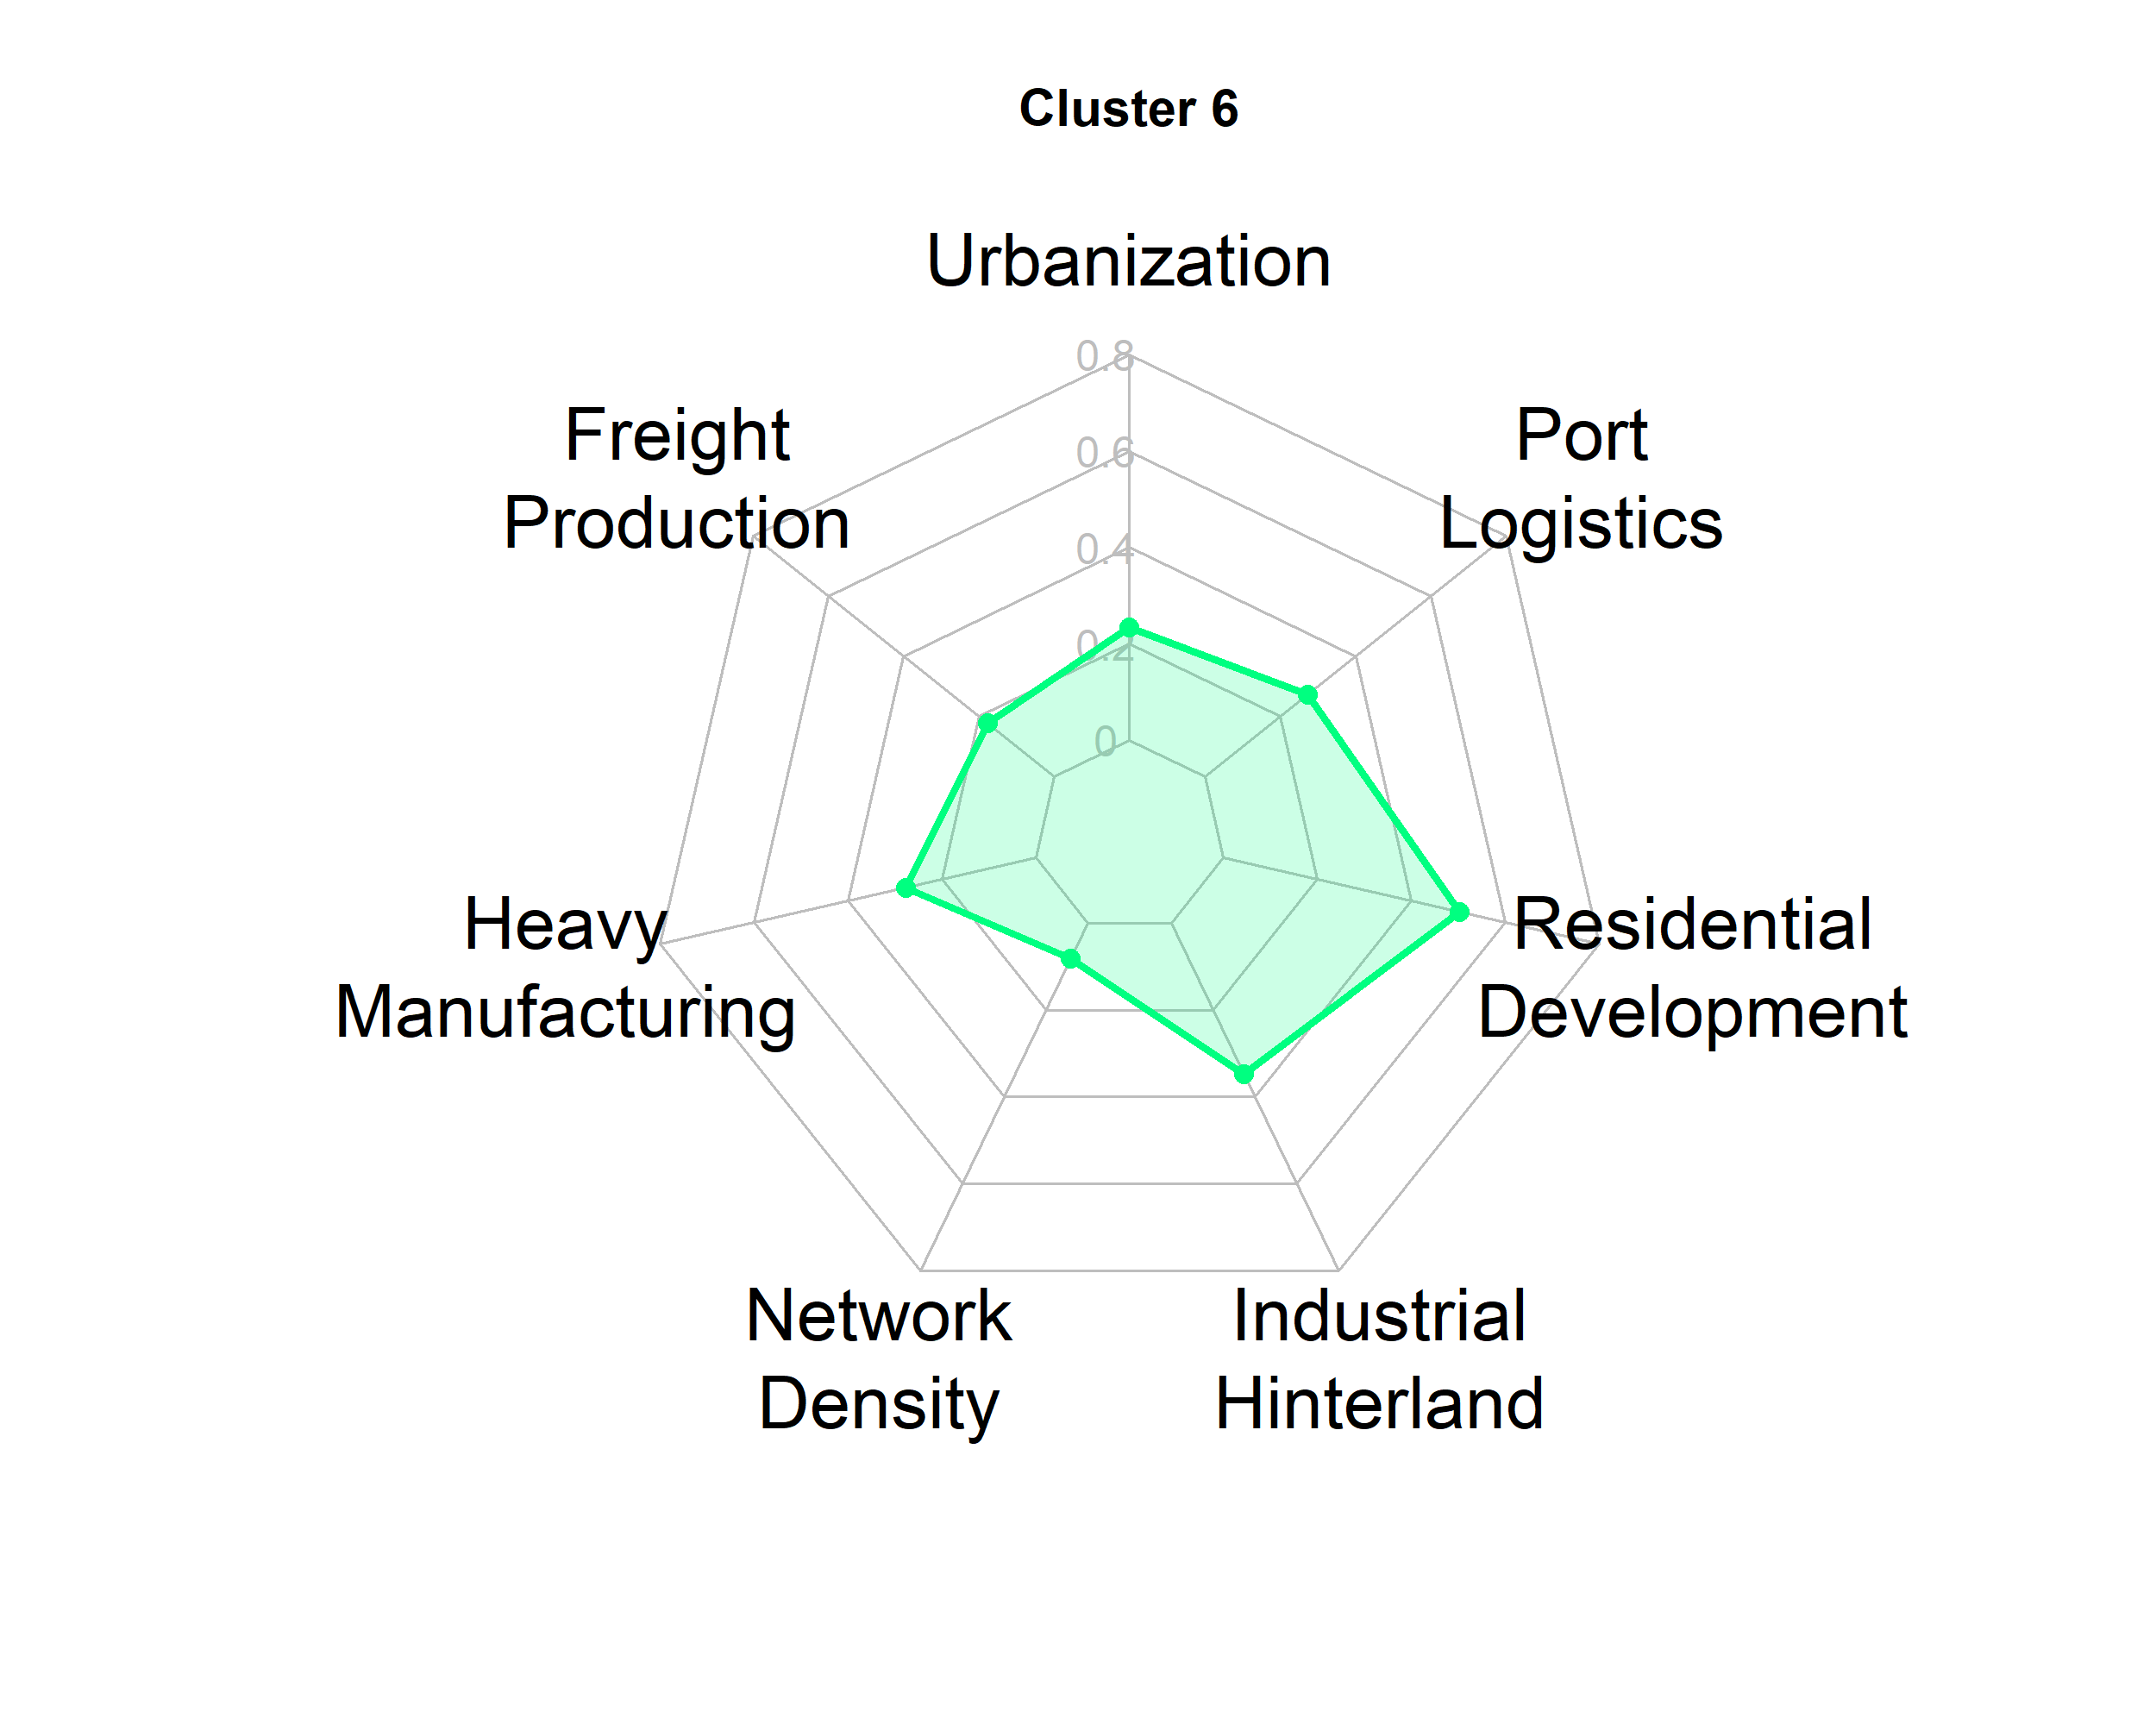 Cluster 6
Urbanization
0.8
0.6
0.4
0.2
0
Port
Logistics
Residential
Development
Industrial
Hinterland
Network
Density
Heavy
Manufacturing
Freight
Production